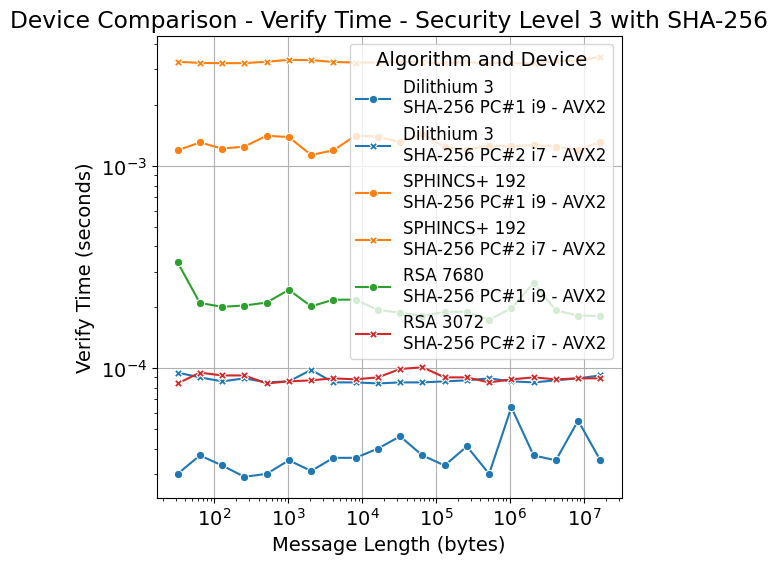 Device Comparison - Verify Time - Security Level 3 with SHA-256
Algorithm and Device
Dilithium 3
SHA-256 PC#1 i9 - AVX2
Dilithium 3
SHA-256 PC#2 i7 - AVX2
SPHINCS+ 192
SHA-256 PC#1 i9 - AVX2
SPHINCS+ 192
SHA-256 PC#2 i7 - AVX2
RSA 7680
SHA-256 PC#1 i9 - AVX2
RSA 3072
SHA-256 PC#2 i7 - AVX2
Verify Time (seconds)
10⁻³
10⁻⁴
10² 10³ 10⁴ 10⁵ 10⁶ 10⁷
Message Length (bytes)